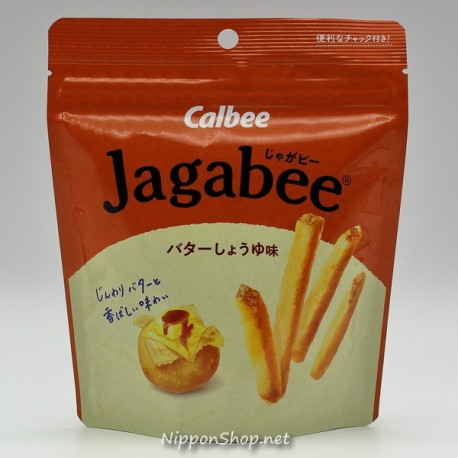 便利なチャック付き!
Calbee
じゃがビー
Jagabee®
バターしょうゆ味
じんわりバターと
香ばしい味わい
NipponShop.net